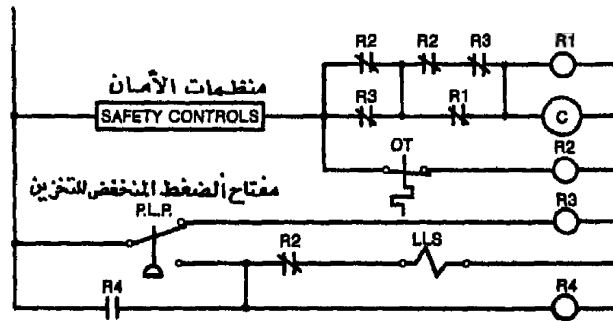 R2 R2 R3 R1
منظمات الأمان
SAFETY CONTROLS
R3 R1 C
OT R2
مفتاح الضغط المنخفض للتخزين
P.L.P. R3
R2 LLS
R4 R4